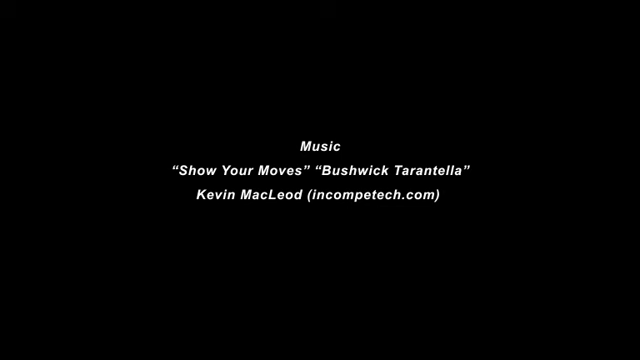 Music
“Show Your Moves” “Bushwick Tarantella”
Kevin MacLeod (incompetech.com)